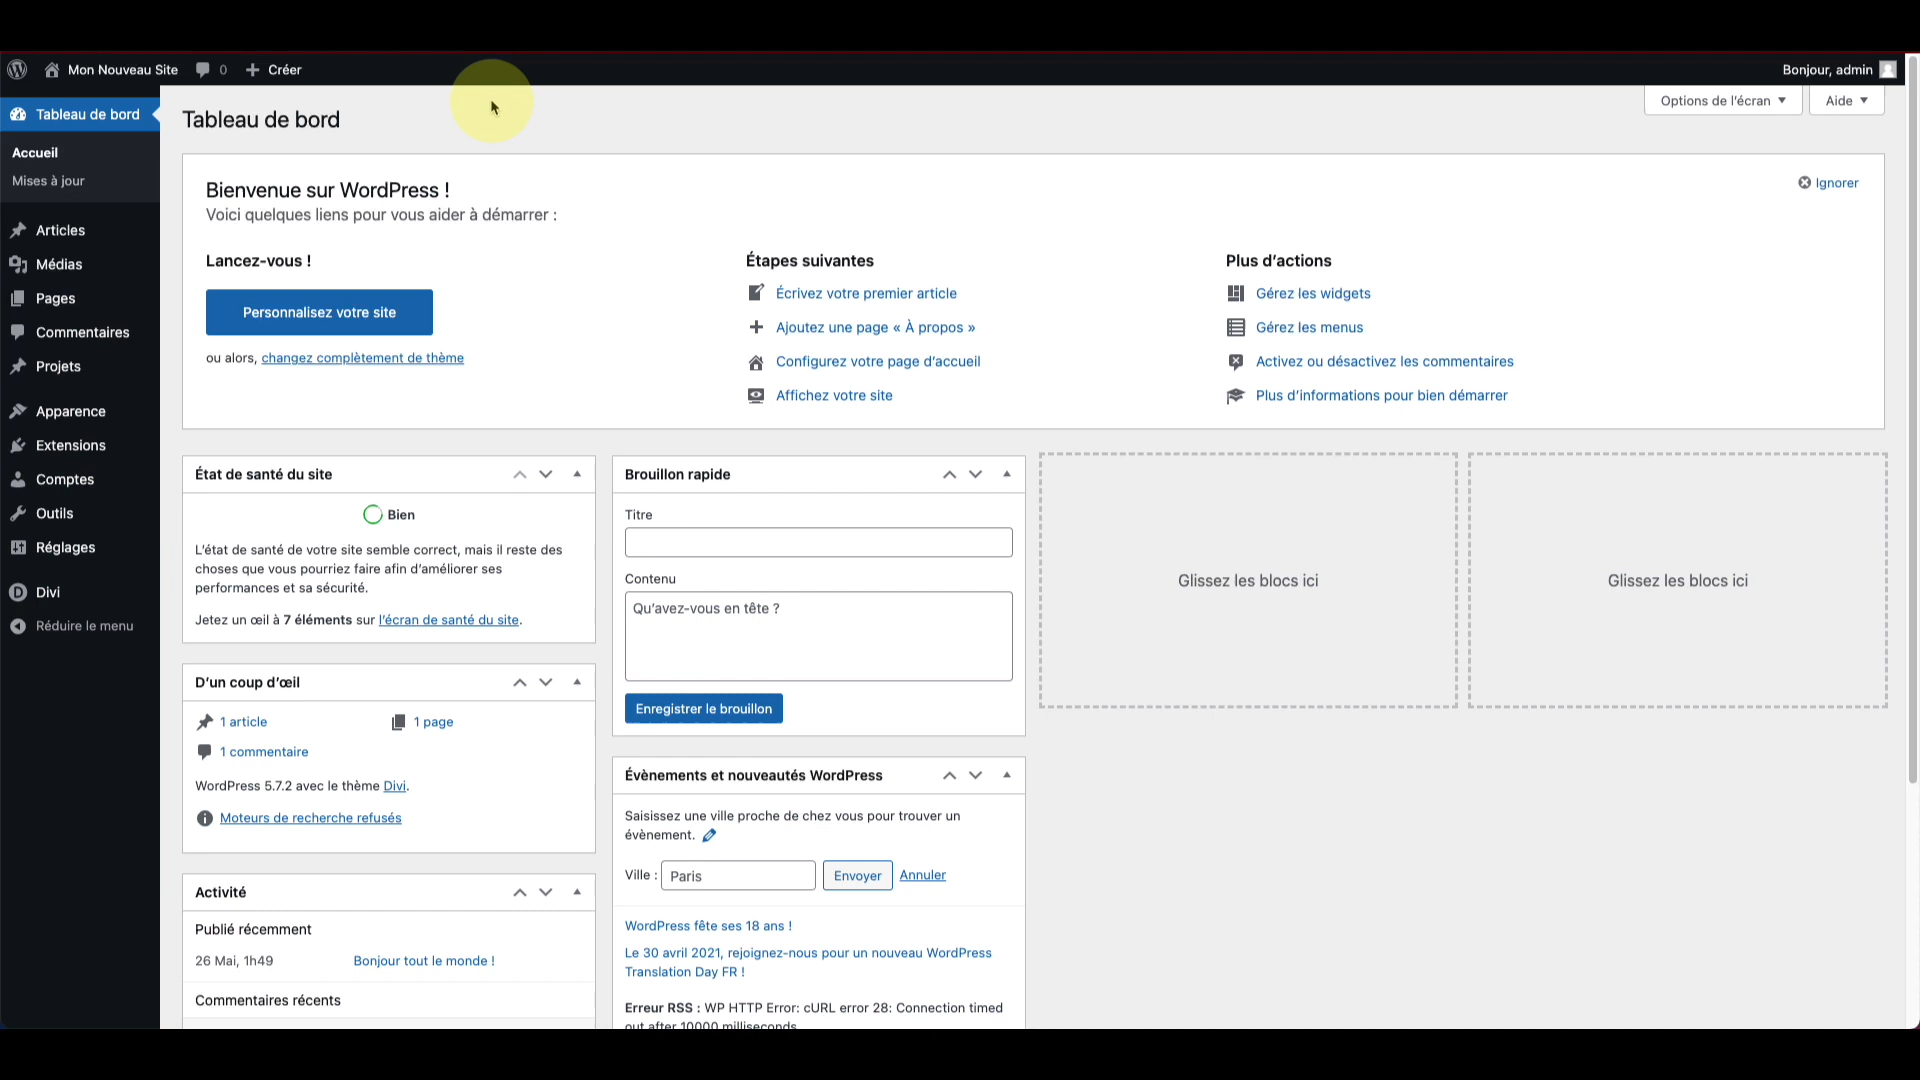 Mon Nouveau Site
0
Créer
Bonjour, admin
Tableau de bord
Accueil
Mises à jour
Articles
Médias
Pages
Commentaires
Projets
Apparence
Extensions
Comptes
Outils
Réglages
Divi
Réduire le menu
Tableau de bord
Options de l'écran
Aide
Bienvenue sur WordPress !
Voici quelques liens pour vous aider à démarrer :
Ignorer
Lancez-vous !
Personnalisez votre site
ou alors, changez complètement de thème
Étapes suivantes
Écrivez votre premier article
Ajoutez une page « À propos »
Configurez votre page d'accueil
Affichez votre site
Plus d'actions
Gérez les widgets
Gérez les menus
Activez ou désactivez les commentaires
Plus d'informations pour bien démarrer
État de santé du site
Bien
L'état de santé de votre site semble correct, mais il reste des
choses que vous pourriez faire afin d'améliorer ses
performances et sa sécurité.
Jetez un œil à 7 éléments sur l'écran de santé du site.
D'un coup d'œil
1 article
1 page
1 commentaire
WordPress 5.7.2 avec le thème Divi.
Moteurs de recherche refusés
Activité
Publié récemment
26 Mai, 1h49
Bonjour tout le monde !
Commentaires récents
Brouillon rapide
Titre
Contenu
Qu'avez-vous en tête ?
Enregistrer le brouillon
Évènements et nouveautés WordPress
Saisissez une ville proche de chez vous pour trouver un
évènement.
Ville :
Paris
Envoyer
Annuler
WordPress fête ses 18 ans !
Le 30 avril 2021, rejoignez-nous pour un nouveau WordPress
Translation Day FR !
Erreur RSS : WP HTTP Error: cURL error 28: Connection timed
out after 10000 milliseconds
Glissez les blocs ici
Glissez les blocs ici